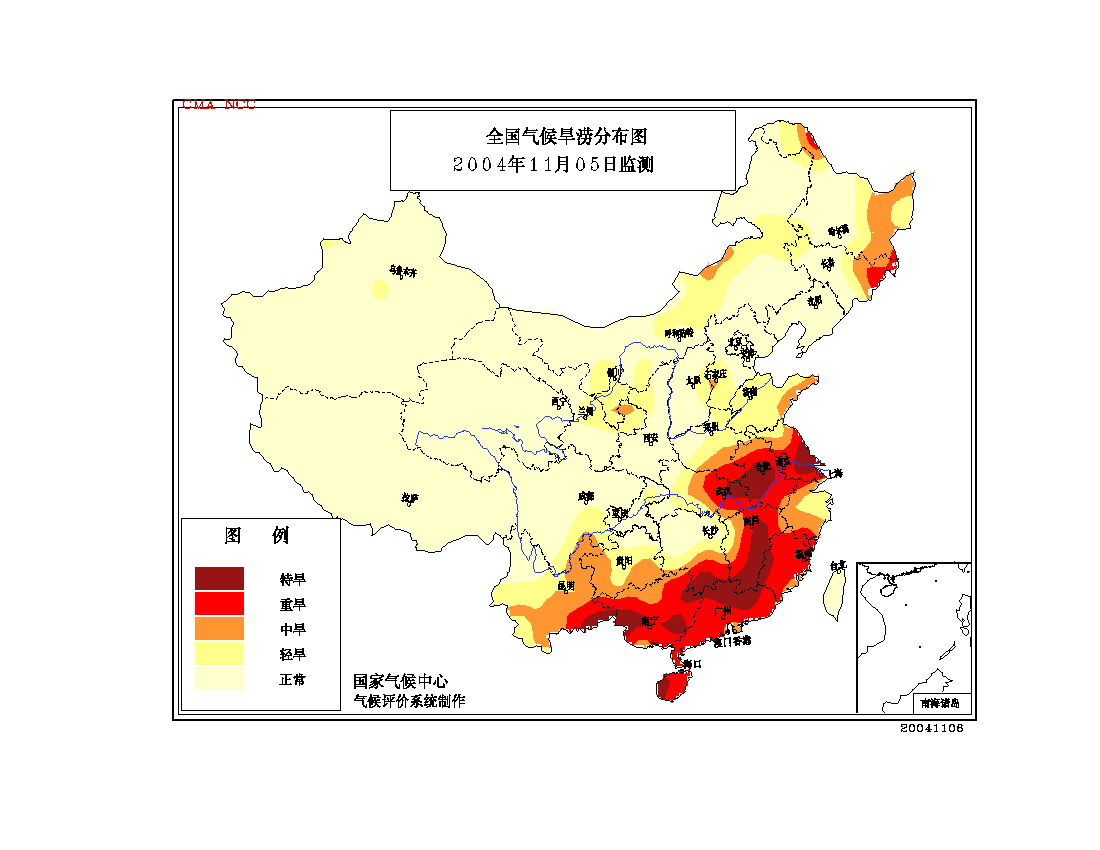 CMA NCC
全国气候旱涝分布图
2004年11月05日监测
哈尔滨
乌鲁木齐
长春
沈阳
呼和浩特
北京
天津
银川
太原
石家庄
济南
西宁
兰州
郑州
西安
合肥
南京
上海
拉萨
成都
武汉
重庆
南昌
长沙
福州
贵阳
台北
昆明
广州
南宁
澳门
香港
海口
图 例
特旱
重旱
中旱
轻旱
正常
国家气候中心
气候评价系统制作
南海诸岛
20041106